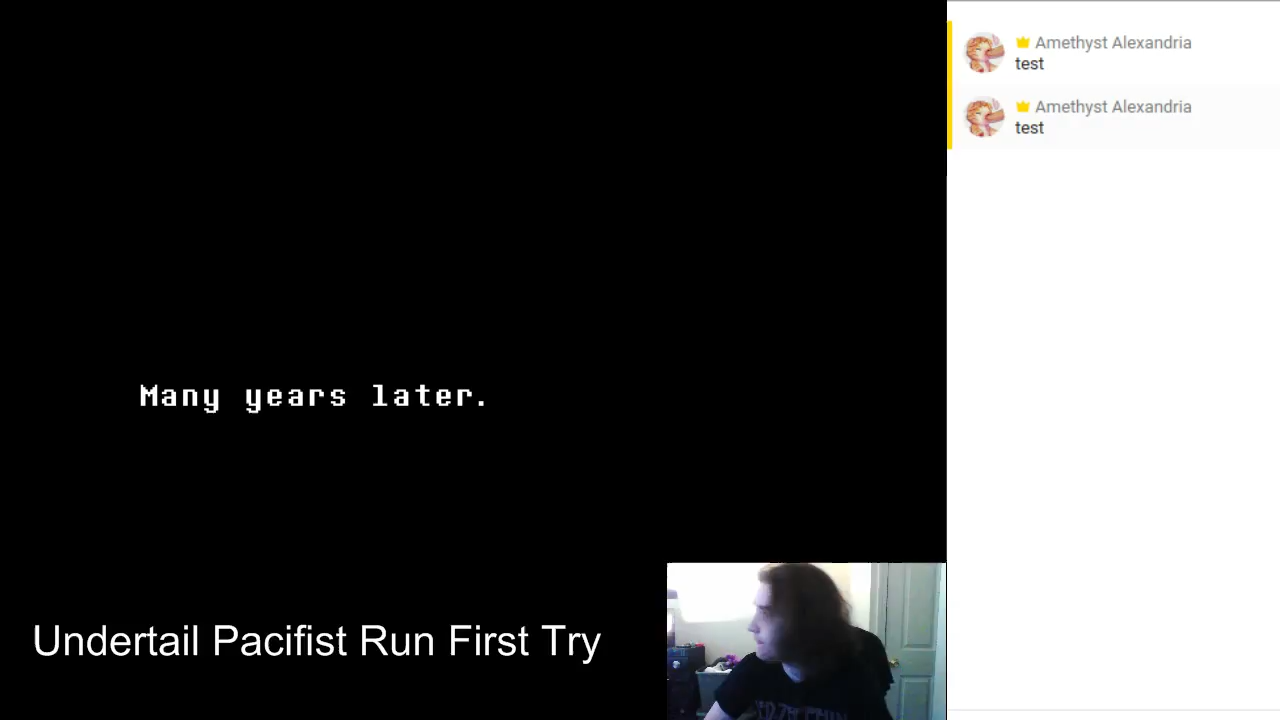 Amethyst Alexandria
test
Amethyst Alexandria
test
Many years later.
Undertail Pacifist Run First Try